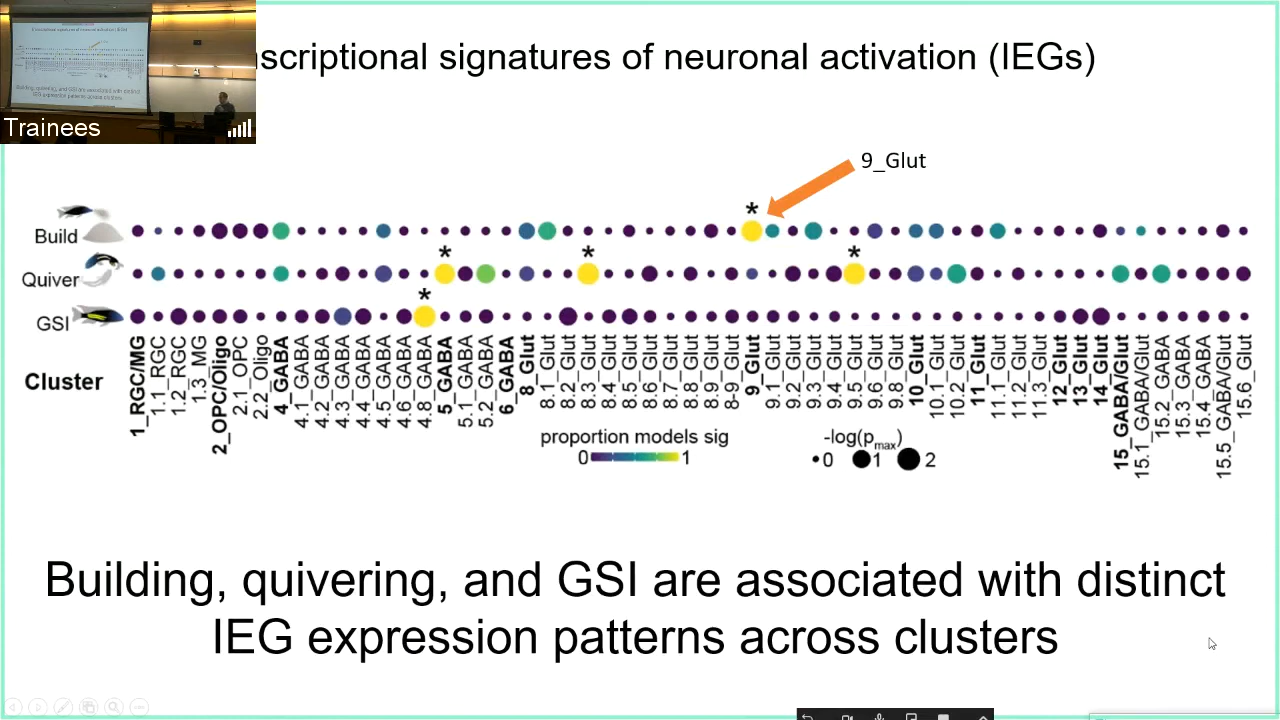 nscriptional signatures of neuronal activation (IEGs)
Trainees
9_Glut
*
Build
* * *
Quiver
*
GSI
Cluster
1_RGC/MG
1.1_RGC
1.2_RGC
1.3_MG
2_OPC/Oligo
2.1_OPC
2.2_Oligo
4_GABA
4.1_GABA
4.2_GABA
4.3_GABA
4.4_GABA
4.5_GABA
4.6_GABA
4.8_GABA
5_GABA
5.1_GABA
5.2_GABA
6_GABA
8_Glut
8.1_Glut
8.2_Glut
8.3_Glut
8.4_Glut
8.5_Glut
8.6_Glut
8.7_Glut
8.8_Glut
8.9_Glut
8-9_Glut
9_Glut
9.1_Glut
9.2_Glut
9.3_Glut
9.4_Glut
9.5_Glut
9.6_Glut
9.8_Glut
10_Glut
10.1_Glut
10.2_Glut
11_Glut
11.1_Glut
11.2_Glut
11.3_Glut
12_Glut
13_Glut
14_Glut
15_GABA/Glut
15.1_GABA/Glut
15.2_GABA
15.3_GABA
15.4_GABA
15.5_GABA/Glut
15.6_Glut
proportion models sig
0 1
-log(pmax)
0 1 2
Building, quivering, and GSI are associated with distinct
IEG expression patterns across clusters